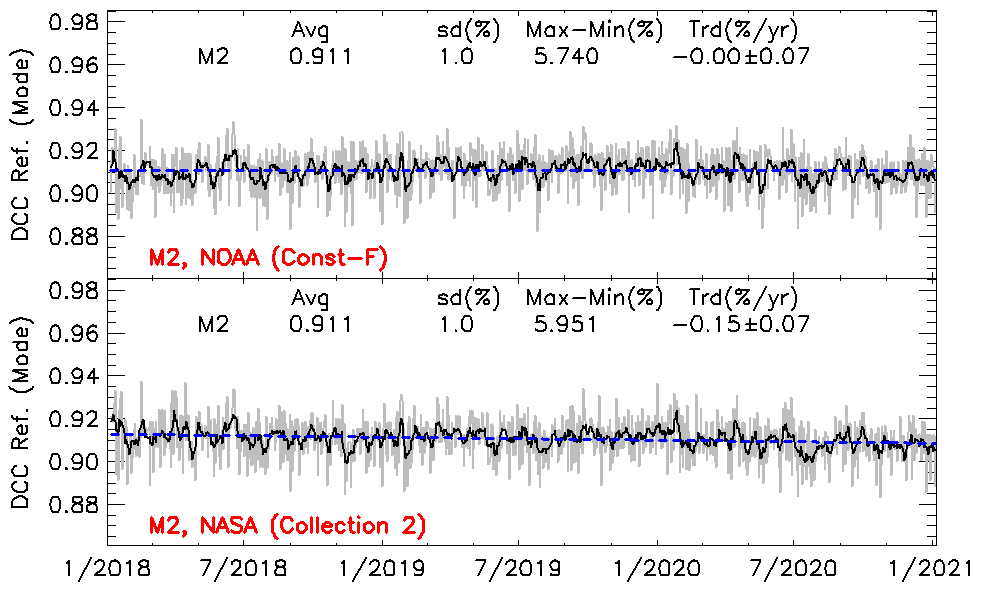 Avg sd(%) Max-Min(%) Trd(%/yr)
M2 0.911 1.0 5.740 -0.00±0.07
0.98
0.96
0.94
0.92
0.90
0.88
DCC Ref. (Mode)
M2, NOAA (Const-F)
Avg sd(%) Max-Min(%) Trd(%/yr)
M2 0.911 1.0 5.951 -0.15±0.07
0.98
0.96
0.94
0.92
0.90
0.88
DCC Ref. (Mode)
M2, NASA (Collection 2)
1/2018 7/2018 1/2019 7/2019 1/2020 7/2020 1/2021